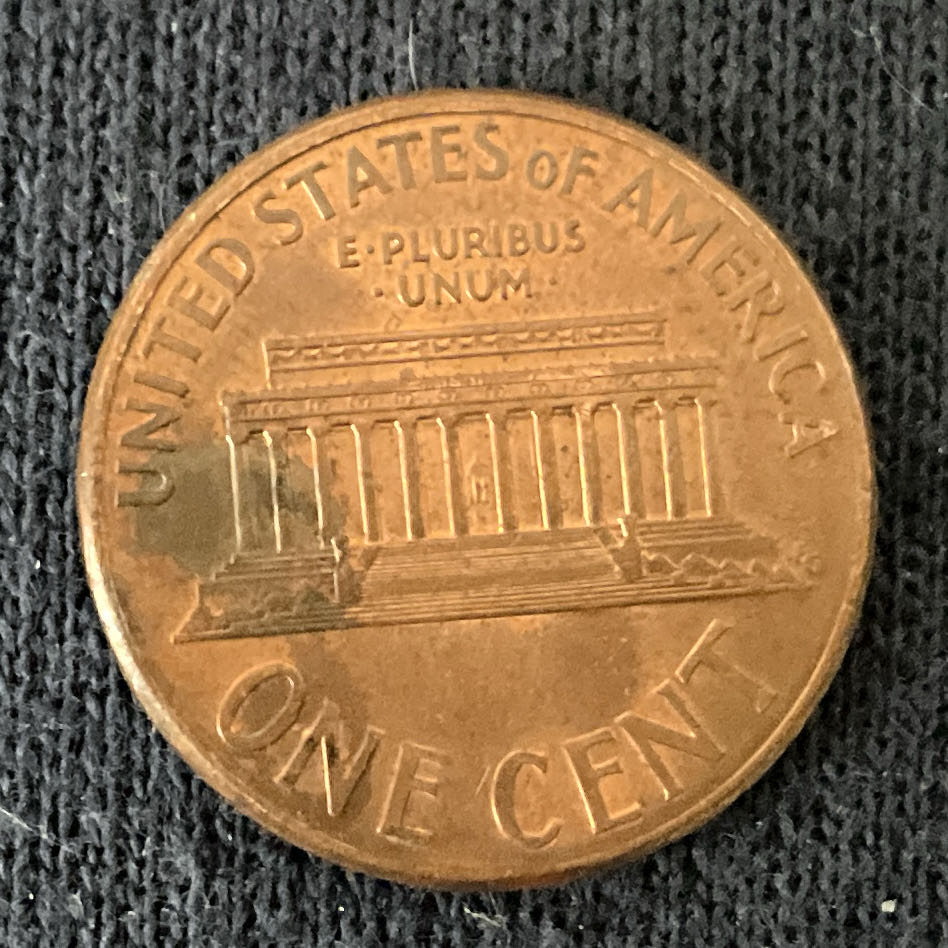 UNITED STATES OF AMERICA
E·PLURIBUS
·UNUM·
ONE CENT